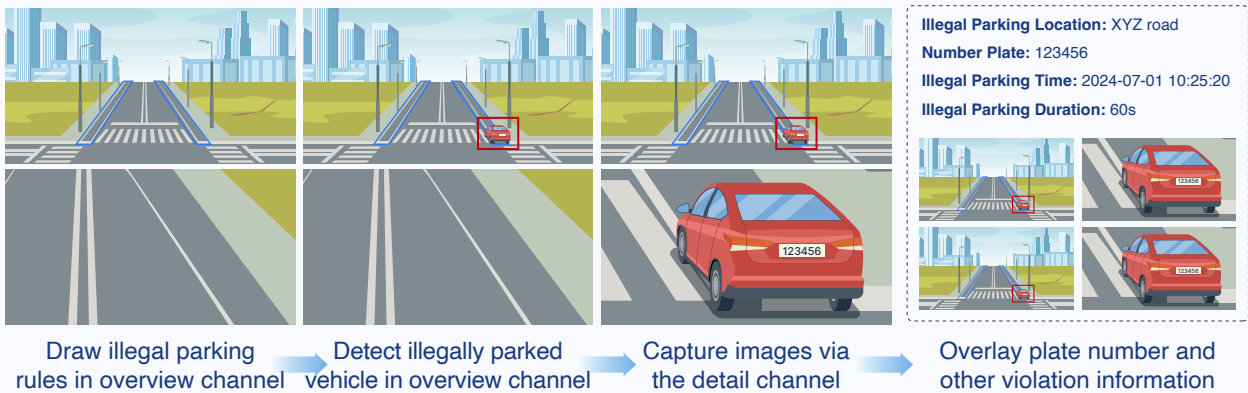 Illegal Parking Location: XYZ road
Number Plate: 123456
Illegal Parking Time: 2024-07-01 10:25:20
Illegal Parking Duration: 60s
123456
123456
123456
Draw illegal parking
rules in overview channel
Detect illegally parked
vehicle in overview channel
Capture images via
the detail channel
Overlay plate number and
other violation information